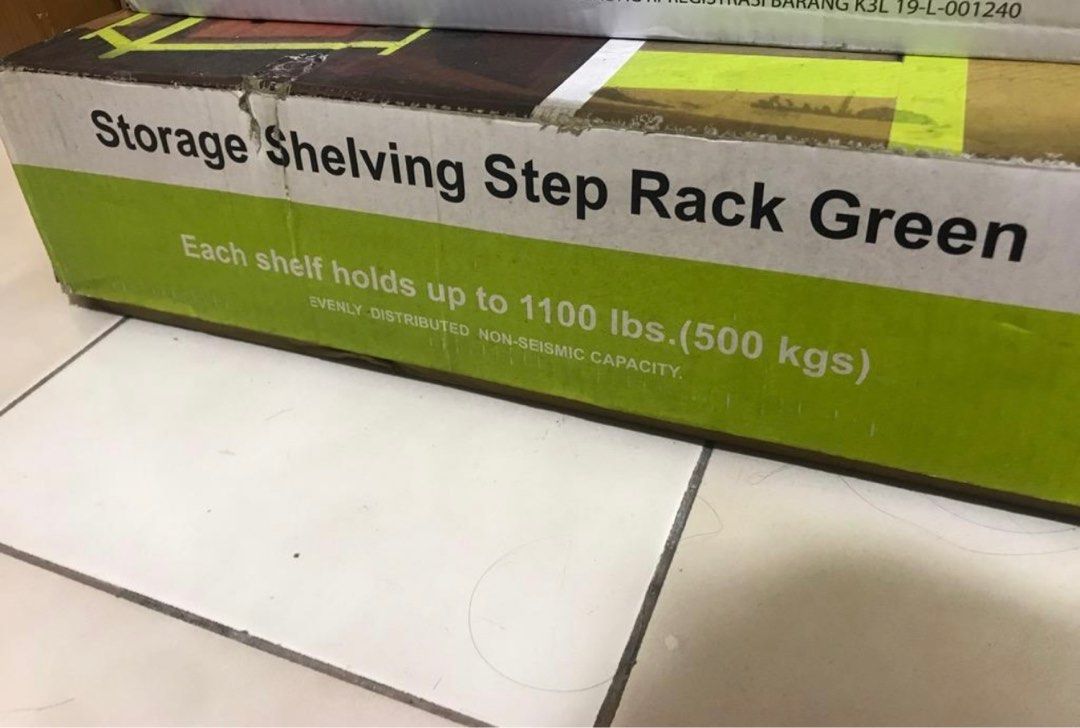 REGISTRASI BARANG K3L 19-L-001240
Storage Shelving Step Rack Green
Each shelf holds up to 1100 lbs.(500 kgs)
EVENLY DISTRIBUTED NON-SEISMIC CAPACITY.